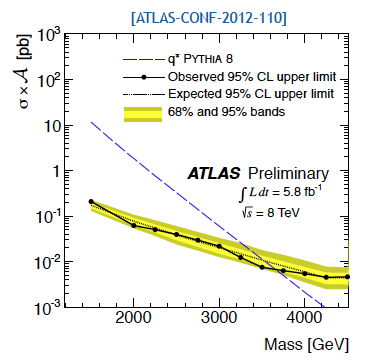 [ATLAS-CONF-2012-110]
σ × A [pb]
10³
10²
10
1
10⁻¹
10⁻²
10⁻³
q* PYTHIA 8
Observed 95% CL upper limit
Expected 95% CL upper limit
68% and 95% bands
ATLAS Preliminary
∫ L dt = 5.8 fb⁻¹
√s = 8 TeV
2000 3000 4000
Mass [GeV]